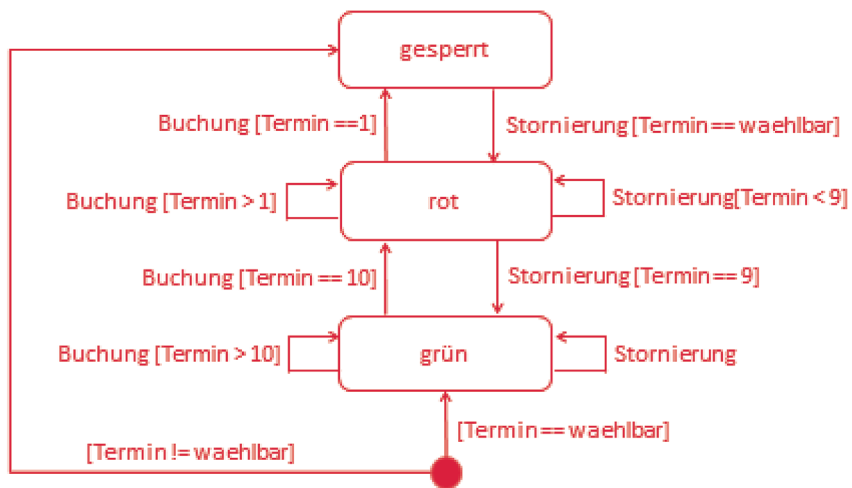 gesperrt
Buchung [Termin ==1]
Stornierung [Termin == waehlbar]
Buchung [Termin > 1]
rot
Stornierung[Termin < 9]
Buchung [Termin == 10]
Stornierung [Termin == 9]
Buchung [Termin > 10]
grün
Stornierung
[Termin == waehlbar]
[Termin != waehlbar]